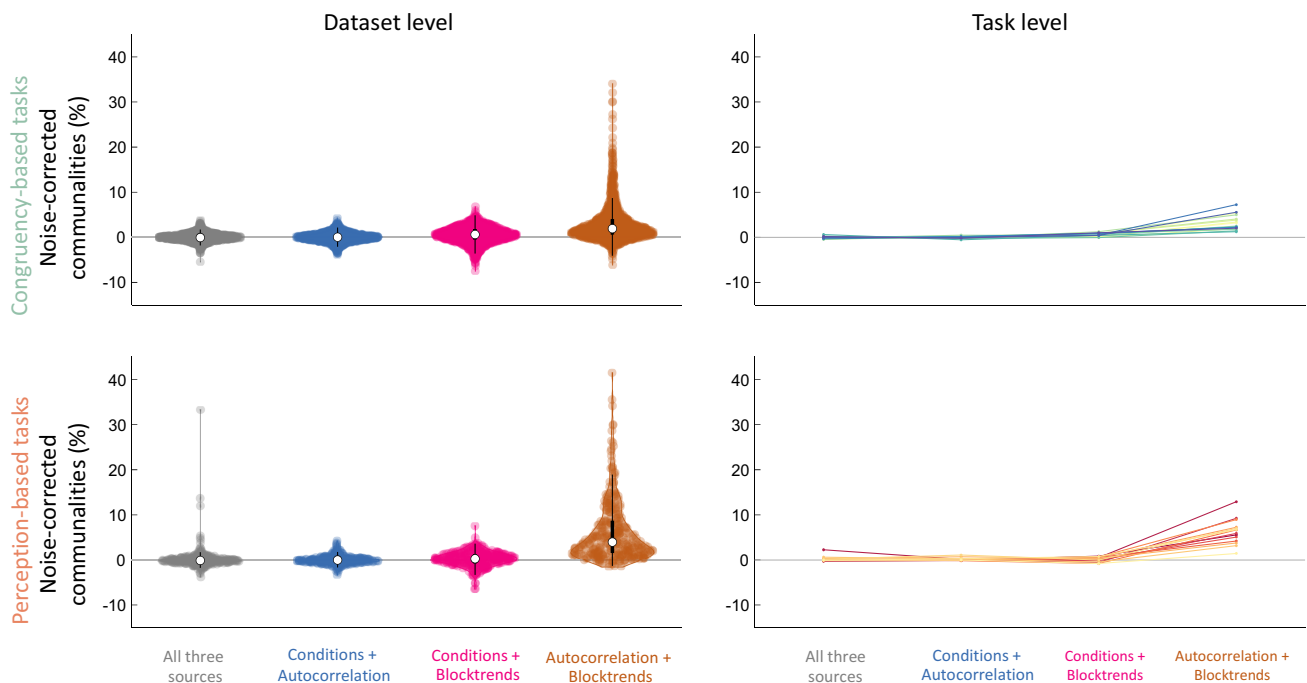 Dataset level
Task level
Congruency-based tasks
Noise-corrected
communalities (%)
40
30
20
10
0
-10
40
30
20
10
0
-10
Perception-based tasks
Noise-corrected
communalities (%)
40
30
20
10
0
-10
40
30
20
10
0
-10
All three
sources
Conditions +
Autocorrelation
Conditions +
Blocktrends
Autocorrelation +
Blocktrends
All three
sources
Conditions +
Autocorrelation
Conditions +
Blocktrends
Autocorrelation +
Blocktrends